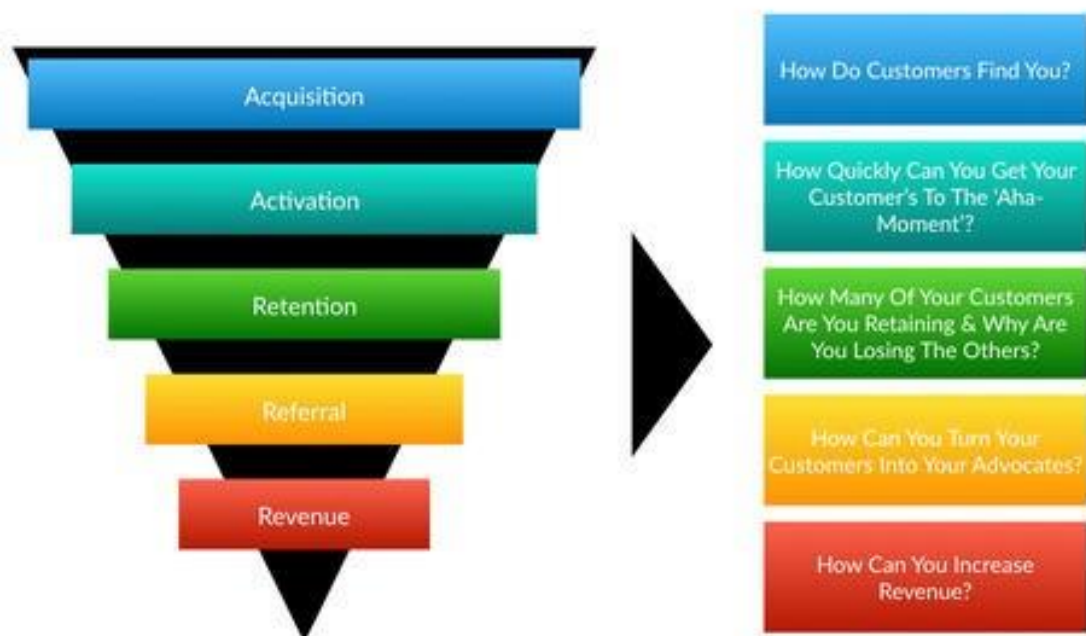 Acquisition
Activation
Retention
Referral
Revenue
How Do Customers Find You?
How Quickly Can You Get Your
Customer's To The 'Aha-
Moment'?
How Many Of Your Customers
Are You Retaining & Why Are
You Losing The Others?
How Can You Turn Your
Customers Into Your Advocates?
How Can You Increase
Revenue?